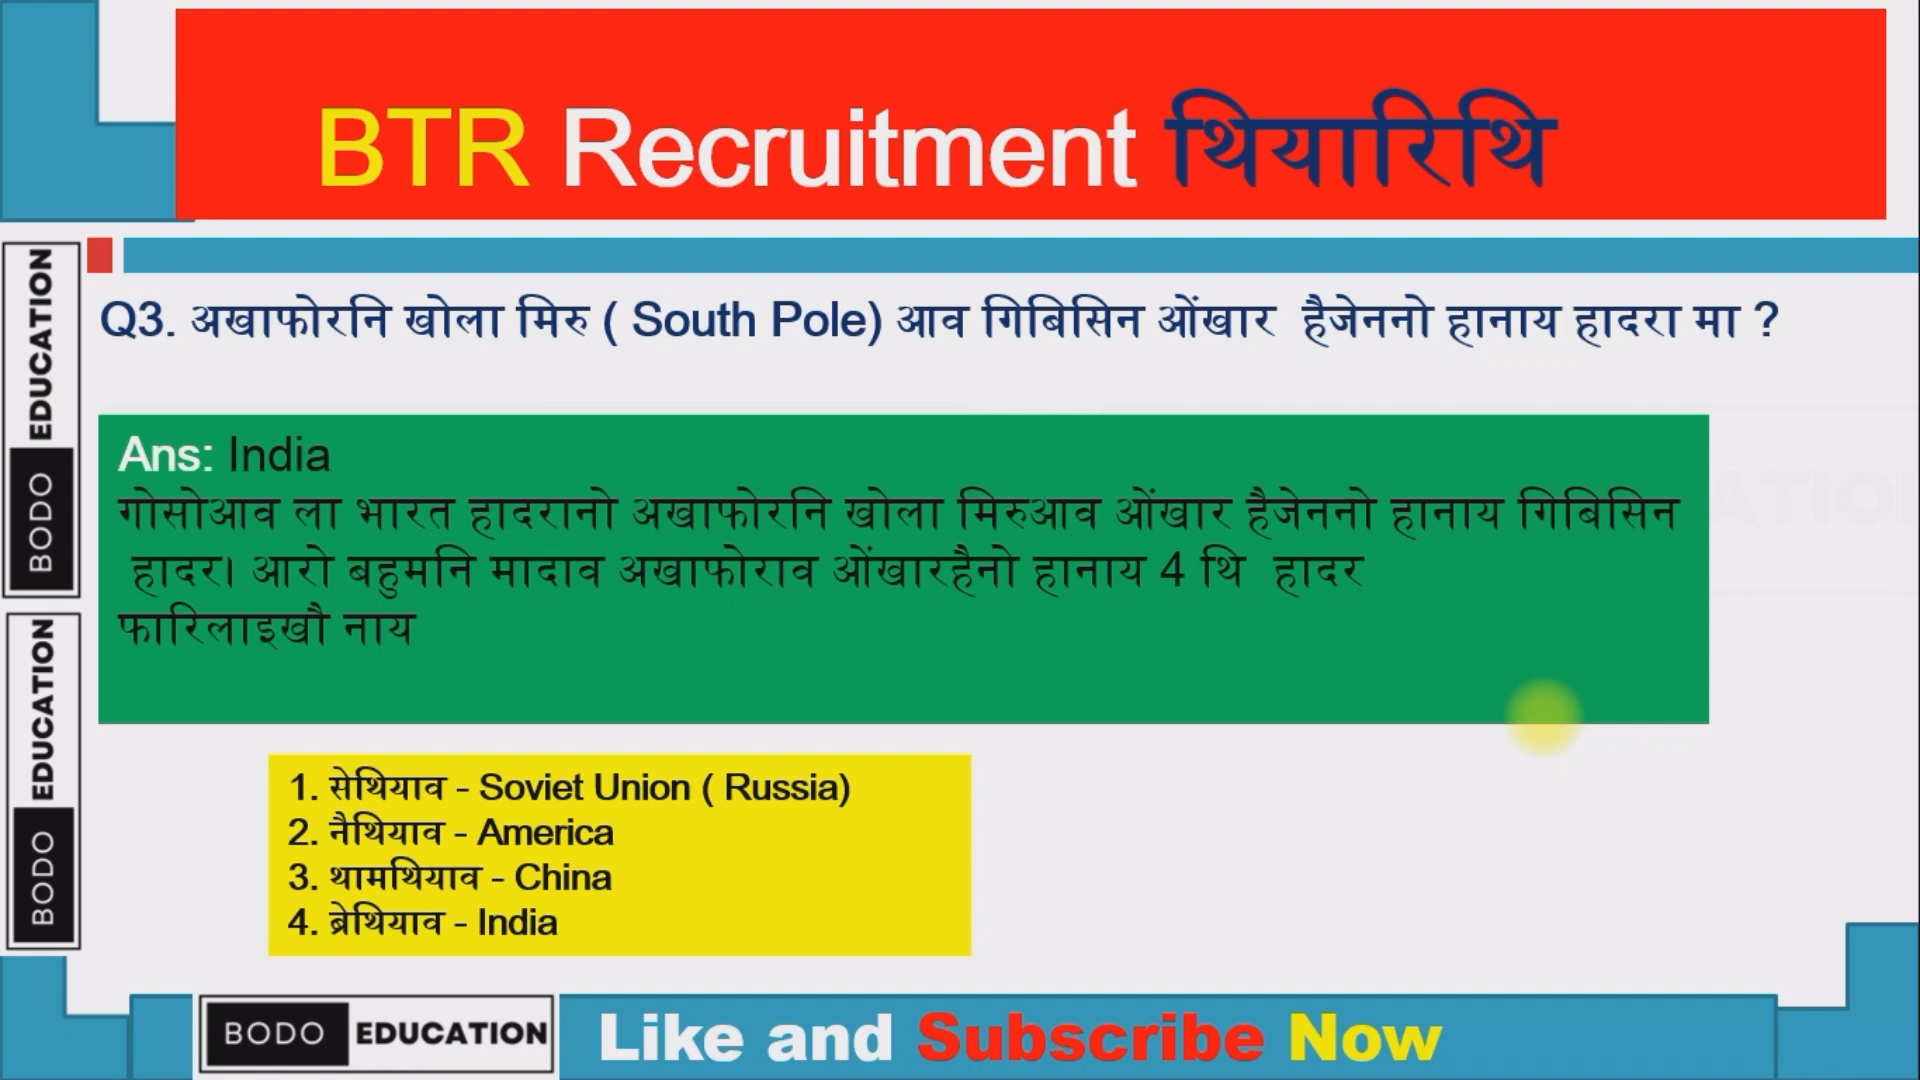 BTR Recruitment थियारिथि
Q3. अखाफोरनि खोला मिरु ( South Pole) आव गिबिसिन ओंखार हैजेननो हानाय हादरा मा ?
Ans: India
गोसोआव ला भारत हादरानो अखाफोरनि खोला मिरुआव ओंखार हैजेननो हानाय गिबिसिन
हादर। आरो बहुमनि मादाव अखाफोराव ओंखारहैनो हानाय 4 थि हादर
फारिलाइखौ नाय
1. सेथियाव - Soviet Union ( Russia)
2. नैथियाव - America
3. थामथियाव - China
4. ब्रेथियाव - India
BODO EDUCATION
BODO EDUCATION
BODO EDUCATION
Like and Subscribe Now